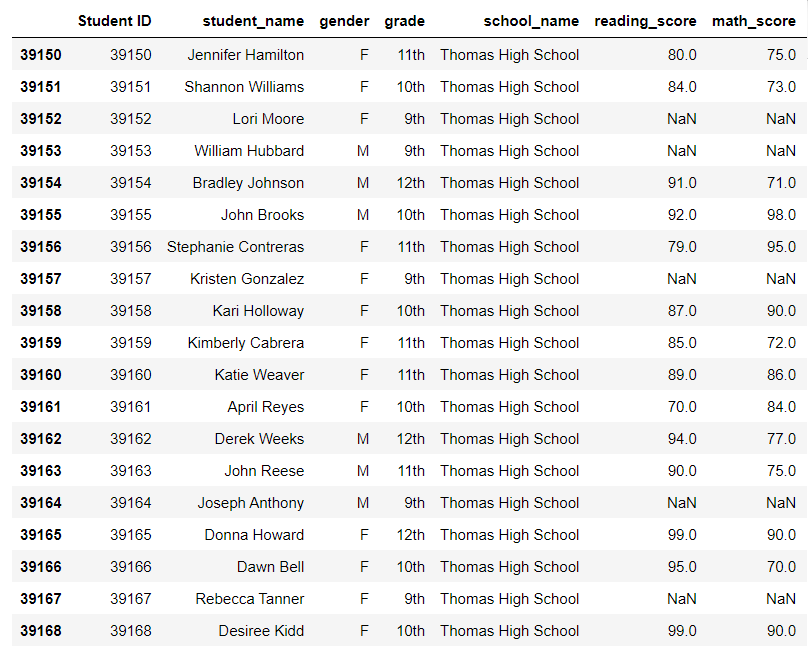 Student ID student_name gender grade school_name reading_score math_score
39150 39150 Jennifer Hamilton F 11th Thomas High School 80.0 75.0
39151 39151 Shannon Williams F 10th Thomas High School 84.0 73.0
39152 39152 Lori Moore F 9th Thomas High School NaN NaN
39153 39153 William Hubbard M 9th Thomas High School NaN NaN
39154 39154 Bradley Johnson M 12th Thomas High School 91.0 71.0
39155 39155 John Brooks M 10th Thomas High School 92.0 98.0
39156 39156 Stephanie Contreras F 11th Thomas High School 79.0 95.0
39157 39157 Kristen Gonzalez F 9th Thomas High School NaN NaN
39158 39158 Kari Holloway F 10th Thomas High School 87.0 90.0
39159 39159 Kimberly Cabrera F 11th Thomas High School 85.0 72.0
39160 39160 Katie Weaver F 11th Thomas High School 89.0 86.0
39161 39161 April Reyes F 10th Thomas High School 70.0 84.0
39162 39162 Derek Weeks M 12th Thomas High School 94.0 77.0
39163 39163 John Reese M 11th Thomas High School 90.0 75.0
39164 39164 Joseph Anthony M 9th Thomas High School NaN NaN
39165 39165 Donna Howard F 12th Thomas High School 99.0 90.0
39166 39166 Dawn Bell F 10th Thomas High School 95.0 70.0
39167 39167 Rebecca Tanner F 9th Thomas High School NaN NaN
39168 39168 Desiree Kidd F 10th Thomas High School 99.0 90.0